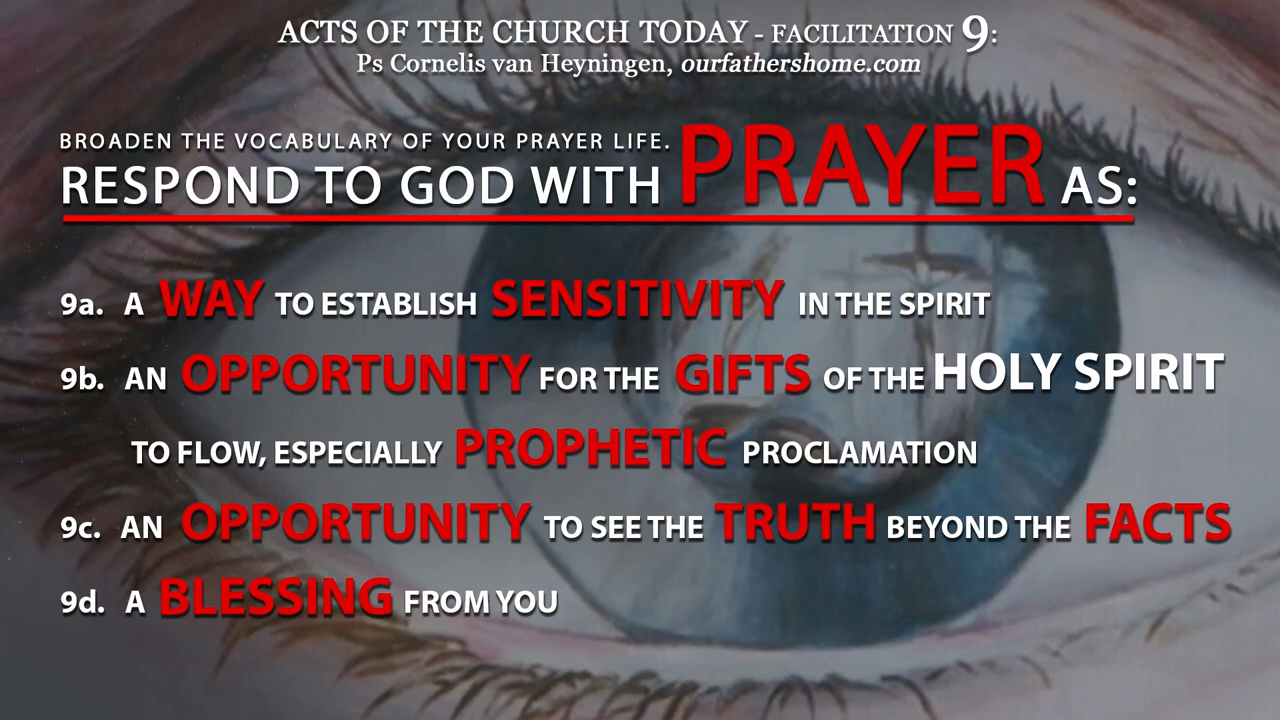 ACTS OF THE CHURCH TODAY - FACILITATION 9:
Ps Cornelis van Heyningen, ourfathershome.com
BROADEN THE VOCABULARY OF YOUR PRAYER LIFE.
RESPOND TO GOD WITH PRAYER AS:
9a. A WAY TO ESTABLISH SENSITIVITY IN THE SPIRIT
9b. AN OPPORTUNITY FOR THE GIFTS OF THE HOLY SPIRIT
TO FLOW, ESPECIALLY PROPHETIC PROCLAMATION
9c. AN OPPORTUNITY TO SEE THE TRUTH BEYOND THE FACTS
9d. A BLESSING FROM YOU